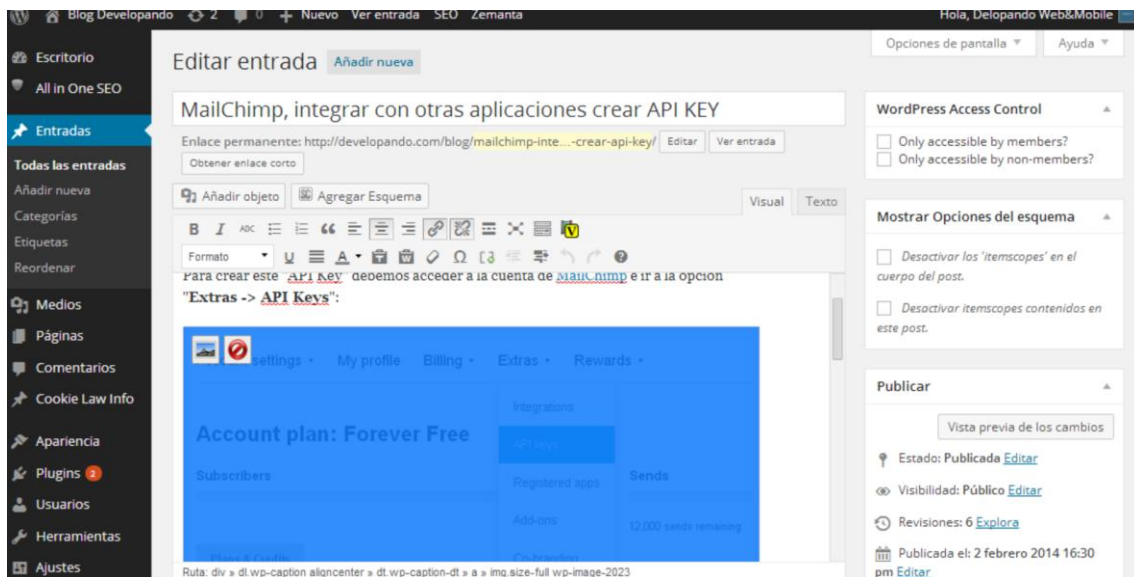 Blog Developando 2 0 + Nuevo Ver entrada SEO Zemanta Hola, Delopando Web&Mobile
Escritorio
All in One SEO
Entradas
Todas las entradas
Añadir nueva
Categorías
Etiquetas
Reordenar
Medios
Páginas
Comentarios
Cookie Law Info
Apariencia
Plugins 2
Usuarios
Herramientas
Ajustes
Opciones de pantalla Ayuda
Editar entrada Añadir nueva
MailChimp, integrar con otras aplicaciones crear API KEY
Enlace permanente: http://developando.com/blog/mailchimp-inte...-crear-api-key/ Editar Ver entrada
Obtener enlace corto
Añadir objeto Agregar Esquema Visual Texto
B I ABC
Formato U A Ω
Para crear este "API Key" debemos acceder a la cuenta de MailChimp e ir a la opción
"Extras -> API Keys":
settings My profile Billing Extras Rewards
Integrations
Account plan: Forever Free
API keys
Subscribers Registered apps Sends
Add-ons 12,000 sends remaining
Plans & Credits Co-branding
Ruta: div » dl.wp-caption aligncenter » dt.wp-caption-dt » a » img.size-full wp-image-2023
WordPress Access Control
Only accessible by members?
Only accessible by non-members?
Mostrar Opciones del esquema
Desactivar los 'itemscopes' en el
cuerpo del post.
Desactivar itemscopes contenidos en
este post.
Publicar
Vista previa de los cambios
Estado: Publicada Editar
Visibilidad: Público Editar
Revisiones: 6 Explora
Publicada el: 2 febrero 2014 16:30
pm Editar